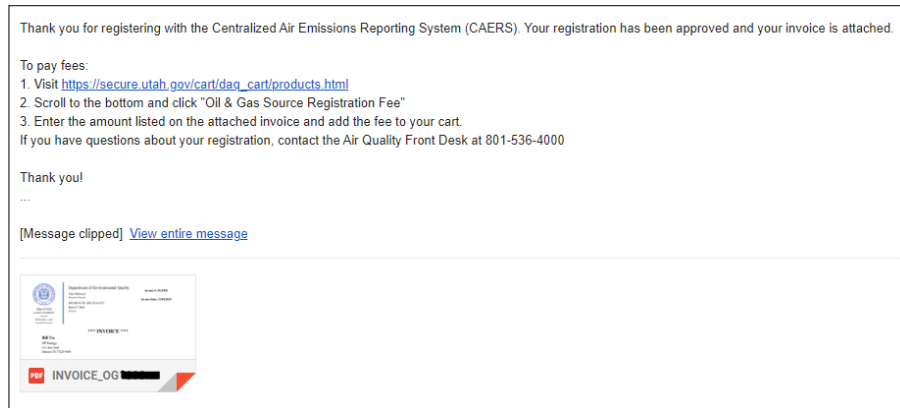 Thank you for registering with the Centralized Air Emissions Reporting System (CAERS). Your registration has been approved and your invoice is attached.
To pay fees:
1. Visit https://secure.utah.gov/cart/daq_cart/products.html
2. Scroll to the bottom and click "Oil & Gas Source Registration Fee"
3. Enter the amount listed on the attached invoice and add the fee to your cart.
If you have questions about your registration, contact the Air Quality Front Desk at 801-536-4000
Thank you!
...
[Message clipped] View entire message
Department of Environmental Quality
*** INVOICE ***
PDF INVOICE_OG